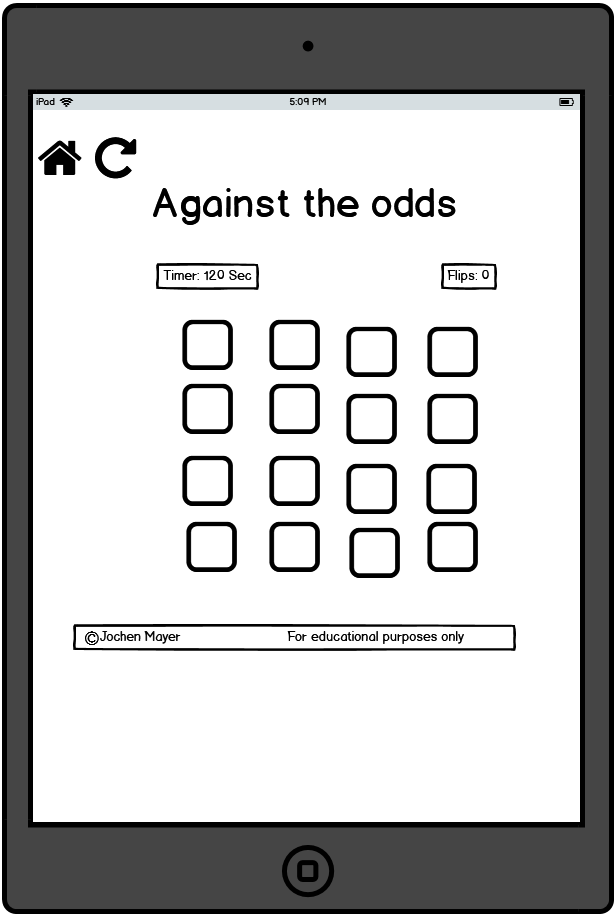 iPad 5:09 PM
Against the odds
Timer: 120 Sec Flips: 0
©Jochen Mayer For educational purposes only